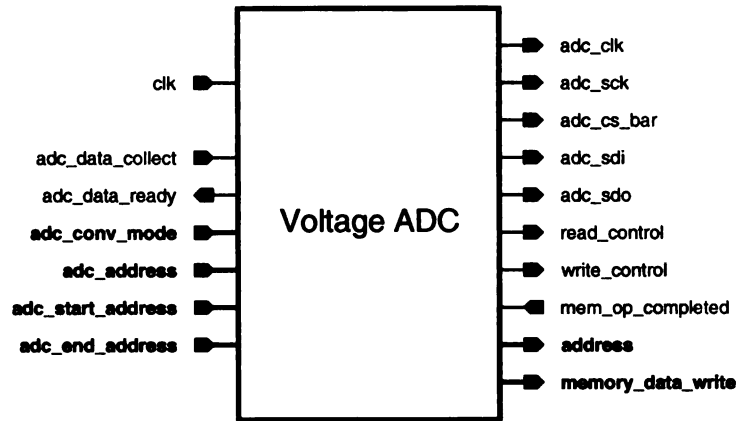 clk
adc_data_collect
adc_data_ready
adc_conv_mode
adc_address
adc_start_address
adc_end_address
Voltage ADC
adc_clk
adc_sck
adc_cs_bar
adc_sdi
adc_sdo
read_control
write_control
mem_op_completed
address
memory_data_write